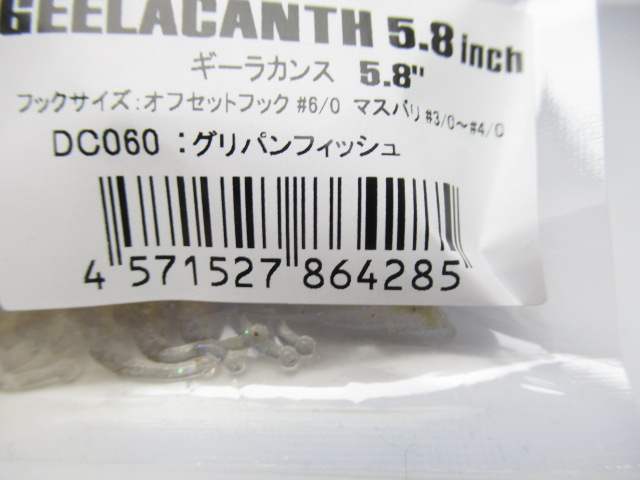 GEELACANTH 5.8 inch
ギーラカンス 5.8"
フックサイズ:オフセットフック #6/0 マスバリ #3/0〜#4/0
DC060 :グリパンフィッシュ
4 571527 864285